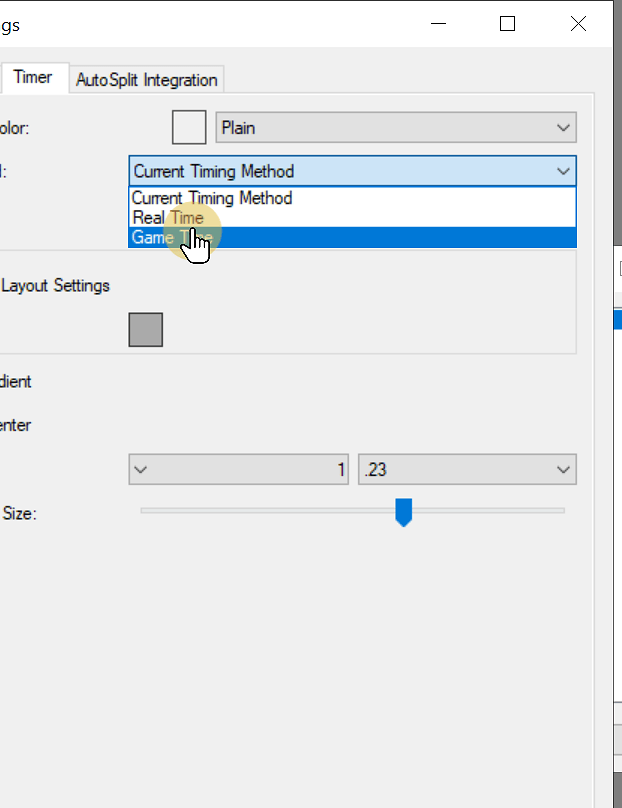 gs
Timer AutoSplit Integration
olor: Plain
l: Current Timing Method
Current Timing Method
Real Time
Game
Layout Settings
dient
enter
1 .23
Size: